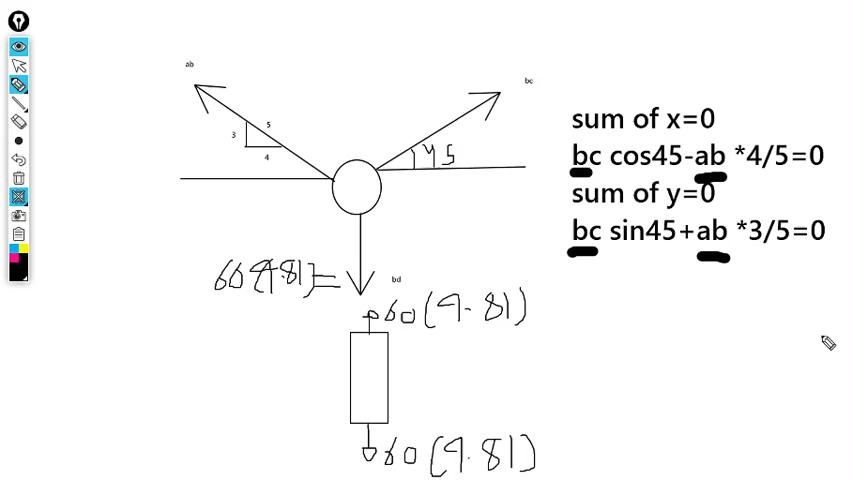 ab
bc
5
3
4
45
sum of x=0
bc cos45-ab *4/5=0
sum of y=0
bc sin45+ab *3/5=0
60(9.81)=
bd
60(9.81)
60(9.81)